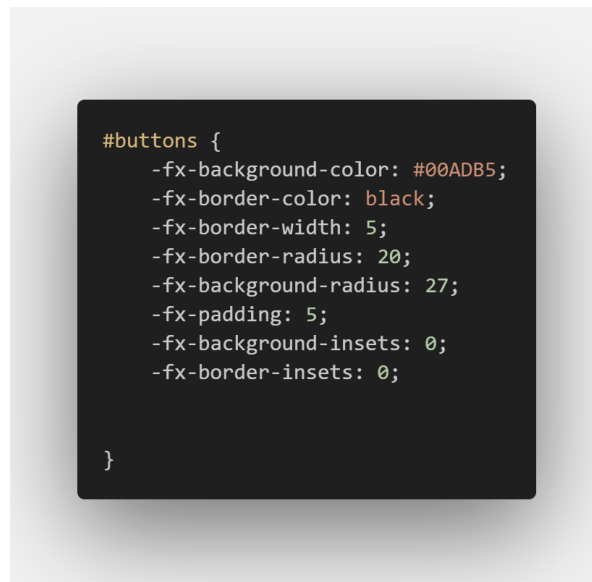 #buttons {
    -fx-background-color: #00ADB5;
    -fx-border-color: black;
    -fx-border-width: 5;
    -fx-border-radius: 20;
    -fx-background-radius: 27;
    -fx-padding: 5;
    -fx-background-insets: 0;
    -fx-border-insets: 0;
}